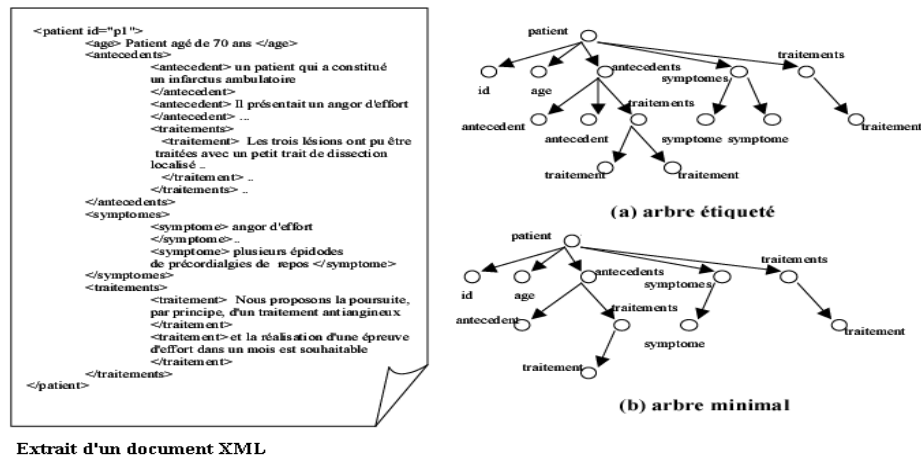 <patient id="p1">
<age> Patient agé de 70 ans </age>
<antecedents>
<antecedent> un patient qui a constitué
un infarctus ambulatoire
</antecedent>
<antecedent> Il présentait un angor d'effort
</antecedent> ...
<traitements>
<traitement> Les trois lésions ont pu être
traitées avec un petit trait de dissection
localisé ..
</traitement> ..
</traitements> ..
</antecedents>
<symptomes>
<symptome> angor d'effort
</symptome>..
<symptome> plusieurs épidodes
de précordialgies de repos </symptome>
</symptomes>
<traitements>
<traitement> Nous proposons la poursuite,
par principe, d'un traitement antiangineux
</traitement>
<traitement>et la réalisation d'une épreuve
d'effort dans un mois est souhaitable
</traitement>
</traitements>
</patient>
Extrait d'un document XML
patient
traitements
antecedents
symptomes
id
age
traitements
antecedent
antecedent
symptome
symptome
traitement
traitement
traitement
(a) arbre étiqueté
patient
traitements
antecedents
symptomes
id
age
traitements
antecedent
symptome
traitement
traitement
(b) arbre minimal